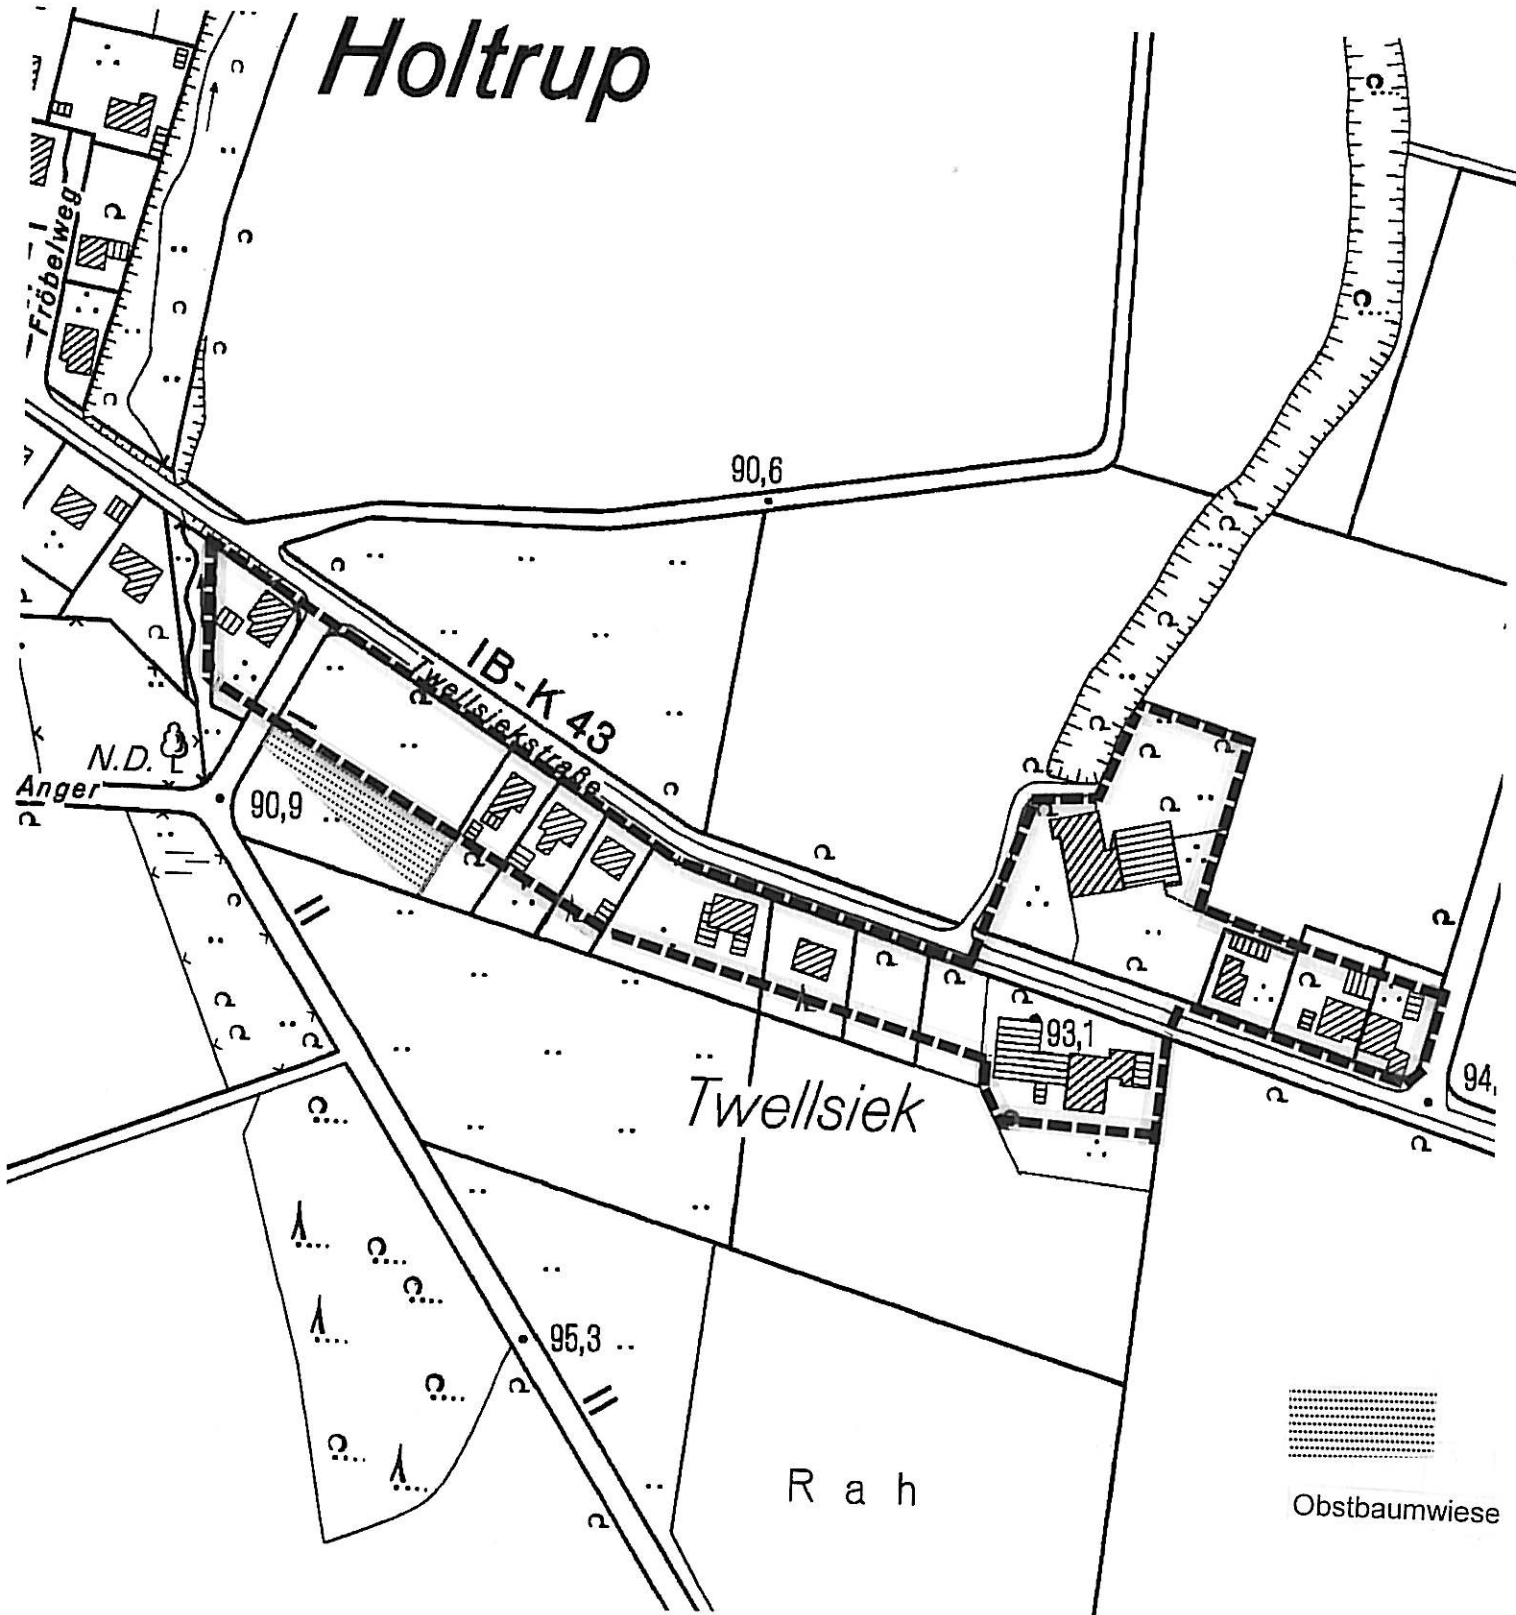 Holtrup
Fröbelweg
90,6
IB-K 43
Twellsiekstraße
N.D.
Anger
90,9
93,1
94,
Twellsiek
95,3
R a h
Obstbaumwiese